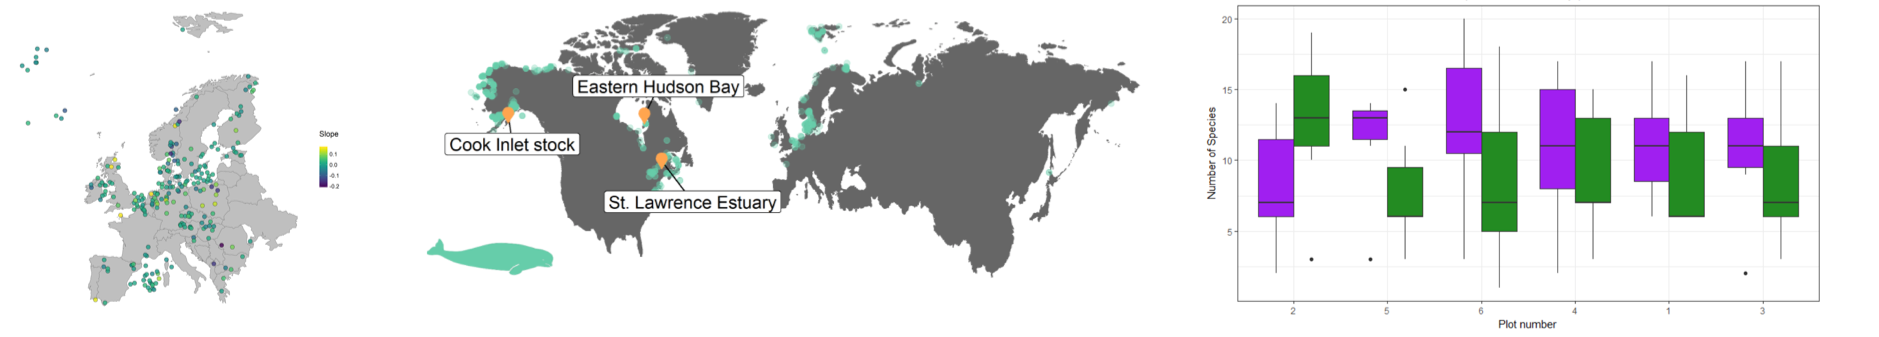 Slope
0.1
0.0
-0.1
-0.2
Eastern Hudson Bay
Cook Inlet stock
St. Lawrence Estuary
Number of Species
20
15
10
5
2
5
6
4
1
3
Plot number